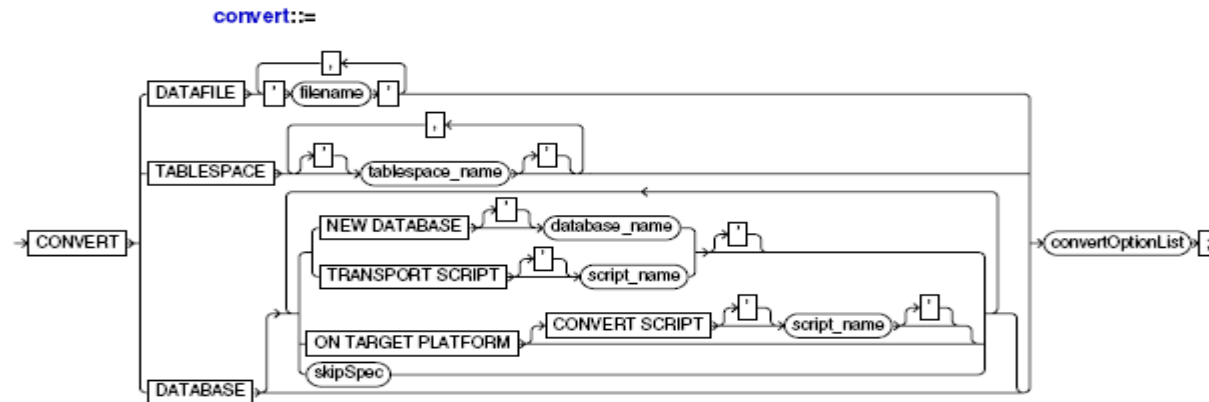 convert::=
,
DATAFILE ' filename '
,
' '
TABLESPACE tablespace_name
' '
NEW DATABASE database_name
CONVERT convertOptionList ;
'
TRANSPORT SCRIPT script_name
' '
CONVERT SCRIPT script_name
ON TARGET PLATFORM
skipSpec
DATABASE